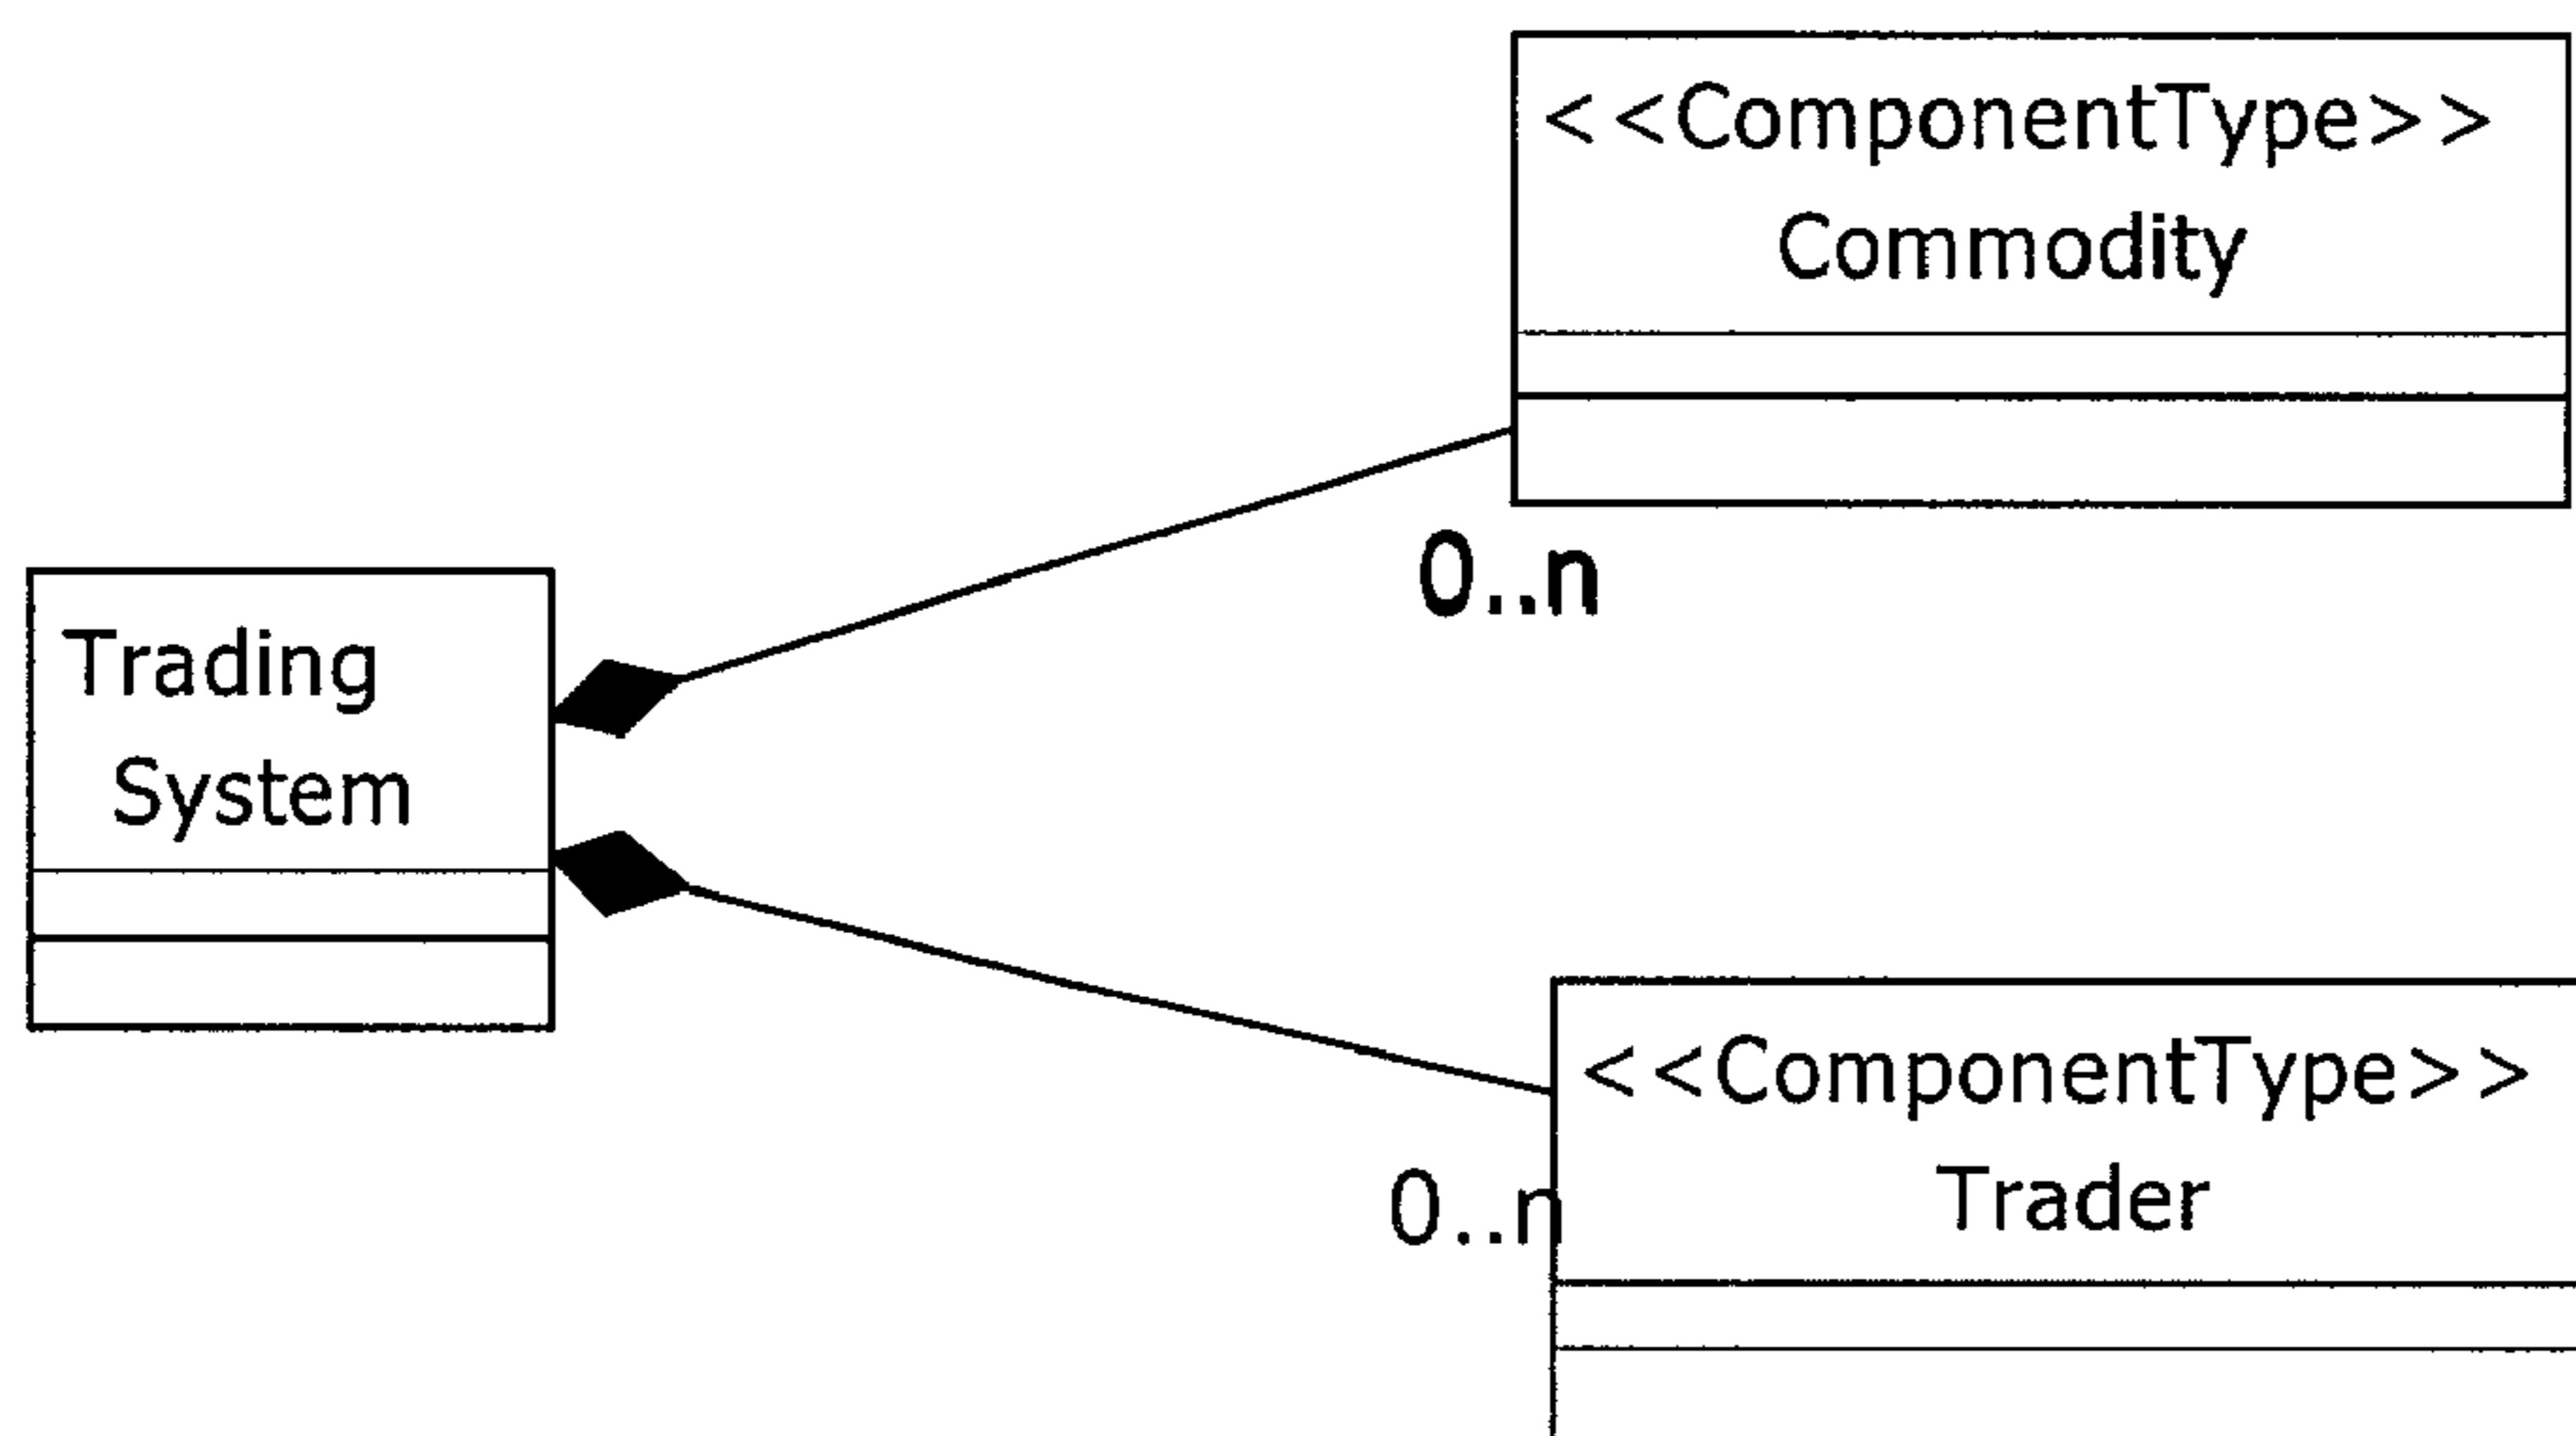 <<ComponentType>>
Commodity
0..n
Trading
System
<<ComponentType>>
Trader
0..n